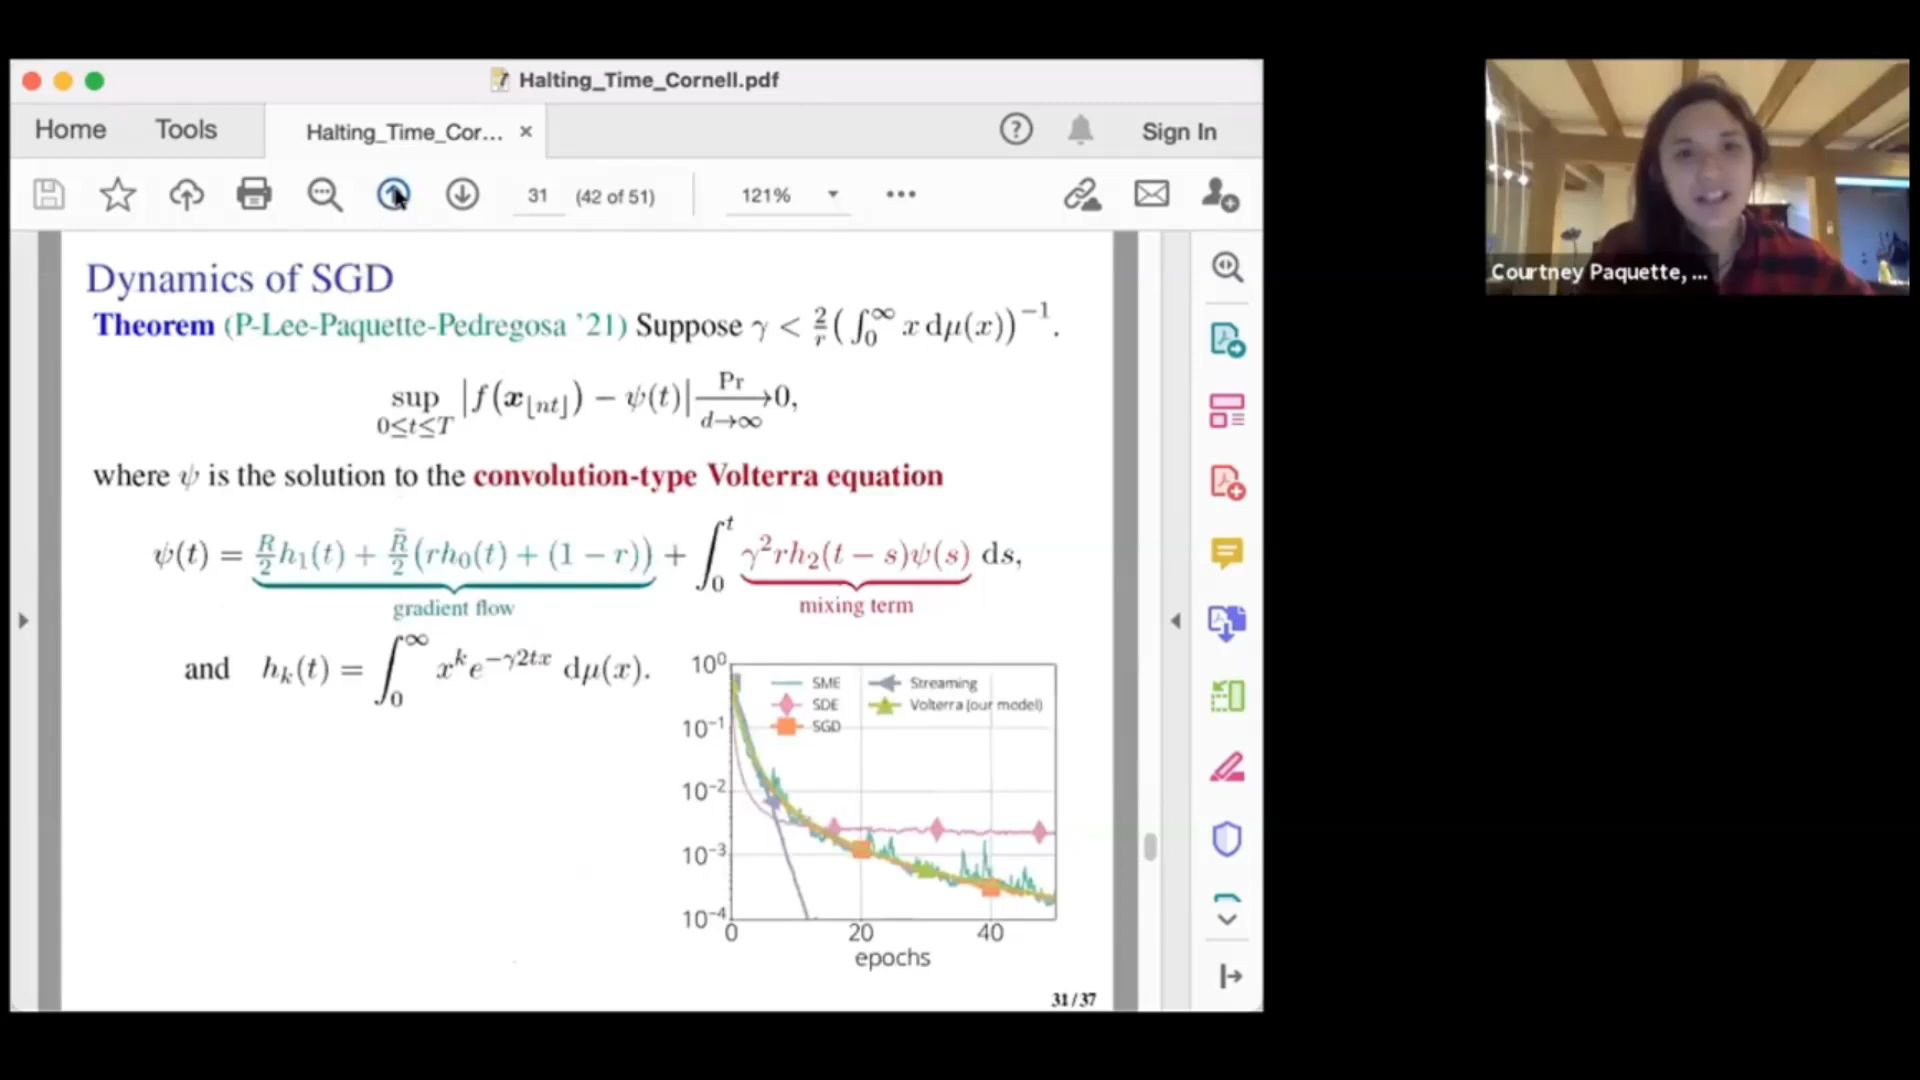 Halting_Time_Cornell.pdf
Home Tools Halting_Time_Cor... × Sign In
31 (42 of 51) 121%
Dynamics of SGD
Theorem (P-Lee-Paquette-Pedregosa ’21) Suppose γ < 2/r (∫₀^∞ x dμ(x))⁻¹.
sup 0≤t≤T |f(x⌊nt⌋) − ψ(t)| Pr d→∞ → 0,
where ψ is the solution to the convolution-type Volterra equation
ψ(t) = R/2 h₁(t) + R̃/2 (rh₀(t) + (1 − r)) + ∫₀^t γ²rh₂(t − s)ψ(s) ds,
gradient flow mixing term
and h_k(t) = ∫₀^∞ x^k e^{−γ2tx} dμ(x).
10⁰
SME Streaming
SDE Volterra (our model)
SGD
10⁻¹
10⁻²
10⁻³
10⁻⁴
0 20 40
epochs
31/37
Courtney Paquette, ...